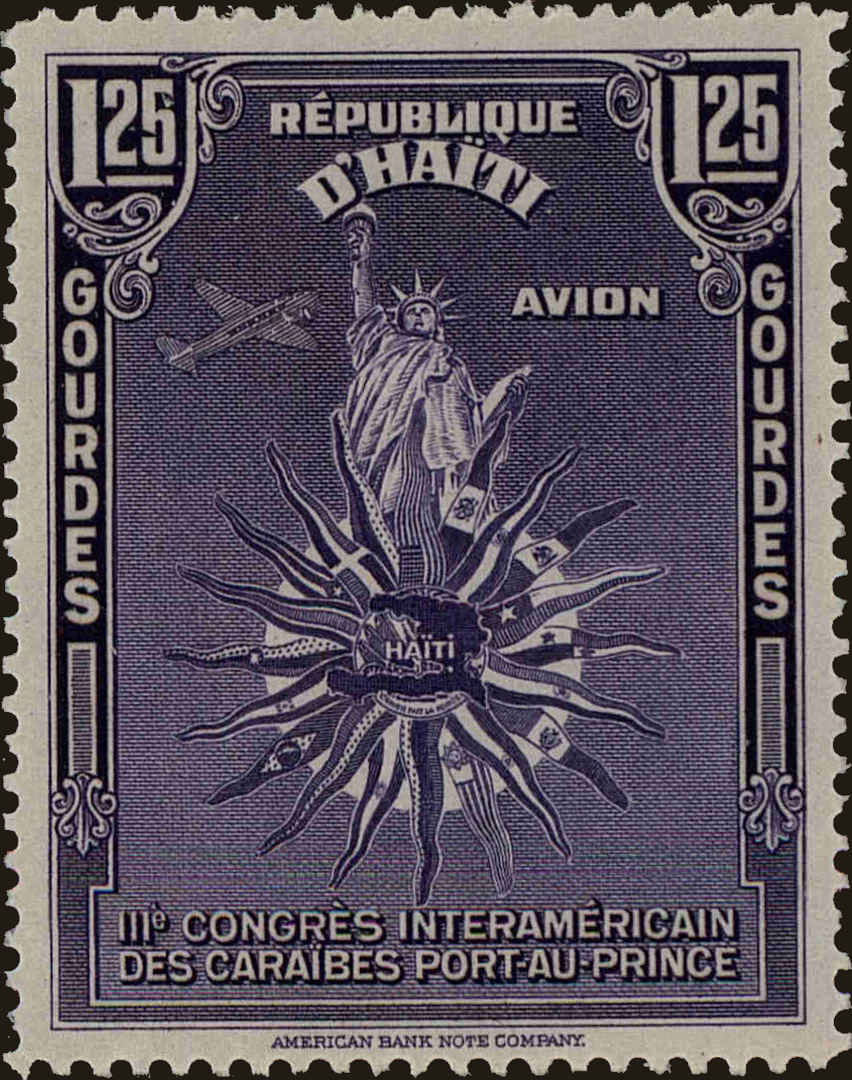 1.25
1.25
RÉPUBLIQUE
D'HAÏTI
AVION
GOURDES
GOURDES
HAÏTI
IIIè CONGRÈS INTERAMÉRICAIN
DES CARAÏBES PORT-AU-PRINCE
AMERICAN BANK NOTE COMPANY.